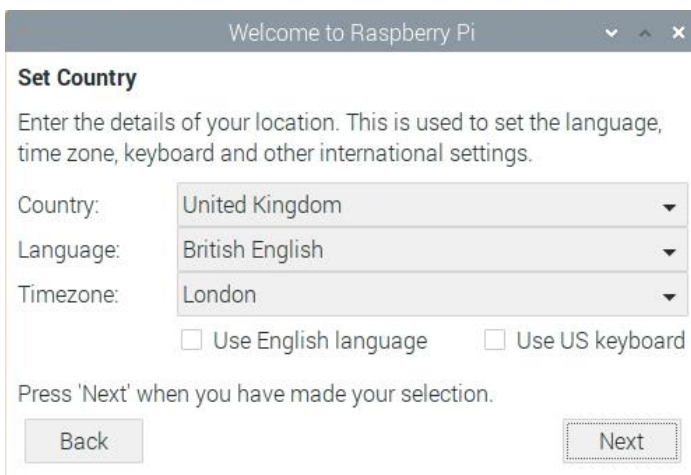 Welcome to Raspberry Pi
Set Country
Enter the details of your location. This is used to set the language,
time zone, keyboard and other international settings.
Country: United Kingdom
Language: British English
Timezone: London
Use English language Use US keyboard
Press 'Next' when you have made your selection.
Back Next